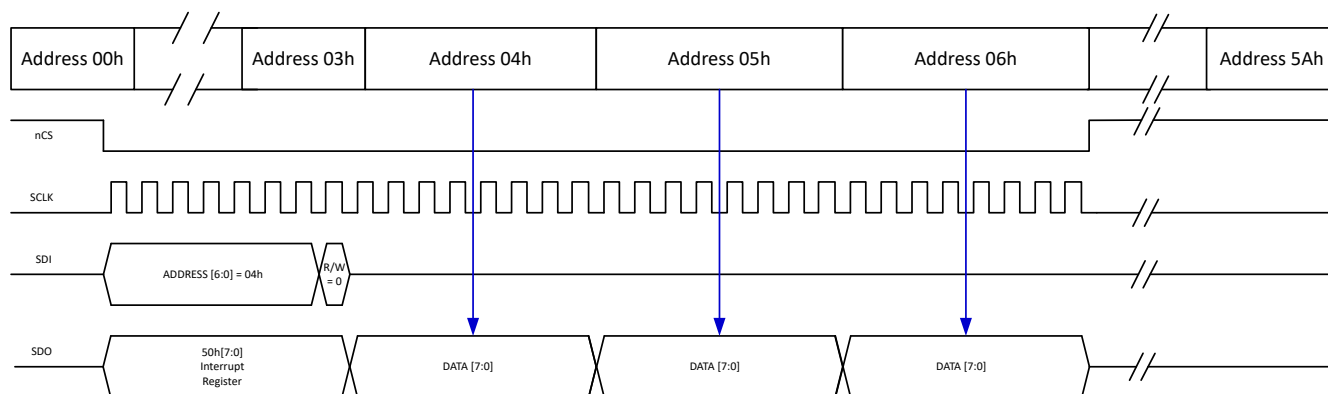 Address 00h Address 03h Address 04h Address 05h Address 06h Address 5Ah
nCS
SCLK
SDI
ADDRESS [6:0] = 04h
R/W
= 0
SDO
50h[7:0]
Interrupt
Register
DATA [7:0] DATA [7:0] DATA [7:0]